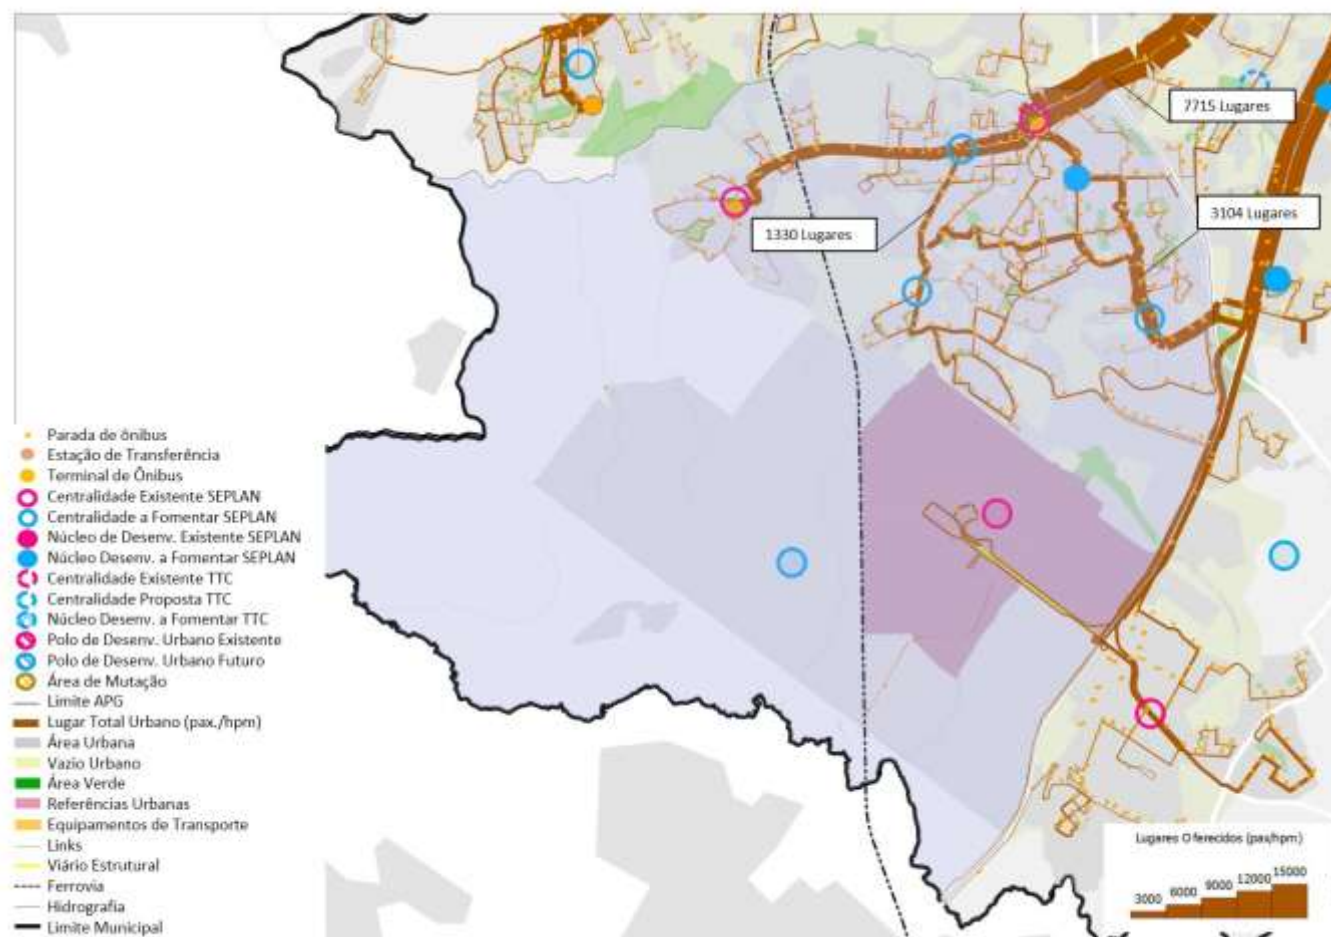 7715 Lugares
3104 Lugares
1330 Lugares
Parada de ônibus
Estação de Transferência
Terminal de Ônibus
Centralidade Existente SEPLAN
Centralidade a Fomentar SEPLAN
Núcleo de Desenv. Existente SEPLAN
Núcleo Desenv. a Fomentar SEPLAN
Centralidade Existente TTC
Centralidade Proposta TTC
Núcleo Desenv. a Fomentar TTC
Polo de Desenv. Urbano Existente
Polo de Desenv. Urbano Futuro
Área de Mutação
Limite APG
Lugar Total Urbano (pax./hpm)
Área Urbana
Vazio Urbano
Área Verde
Referências Urbanas
Equipamentos de Transporte
Links
Viário Estrutural
Ferrovia
Hidrografia
Limite Municipal
Lugares Oferecidos (pax/hpm)
3000 6000 9000 12000 15000